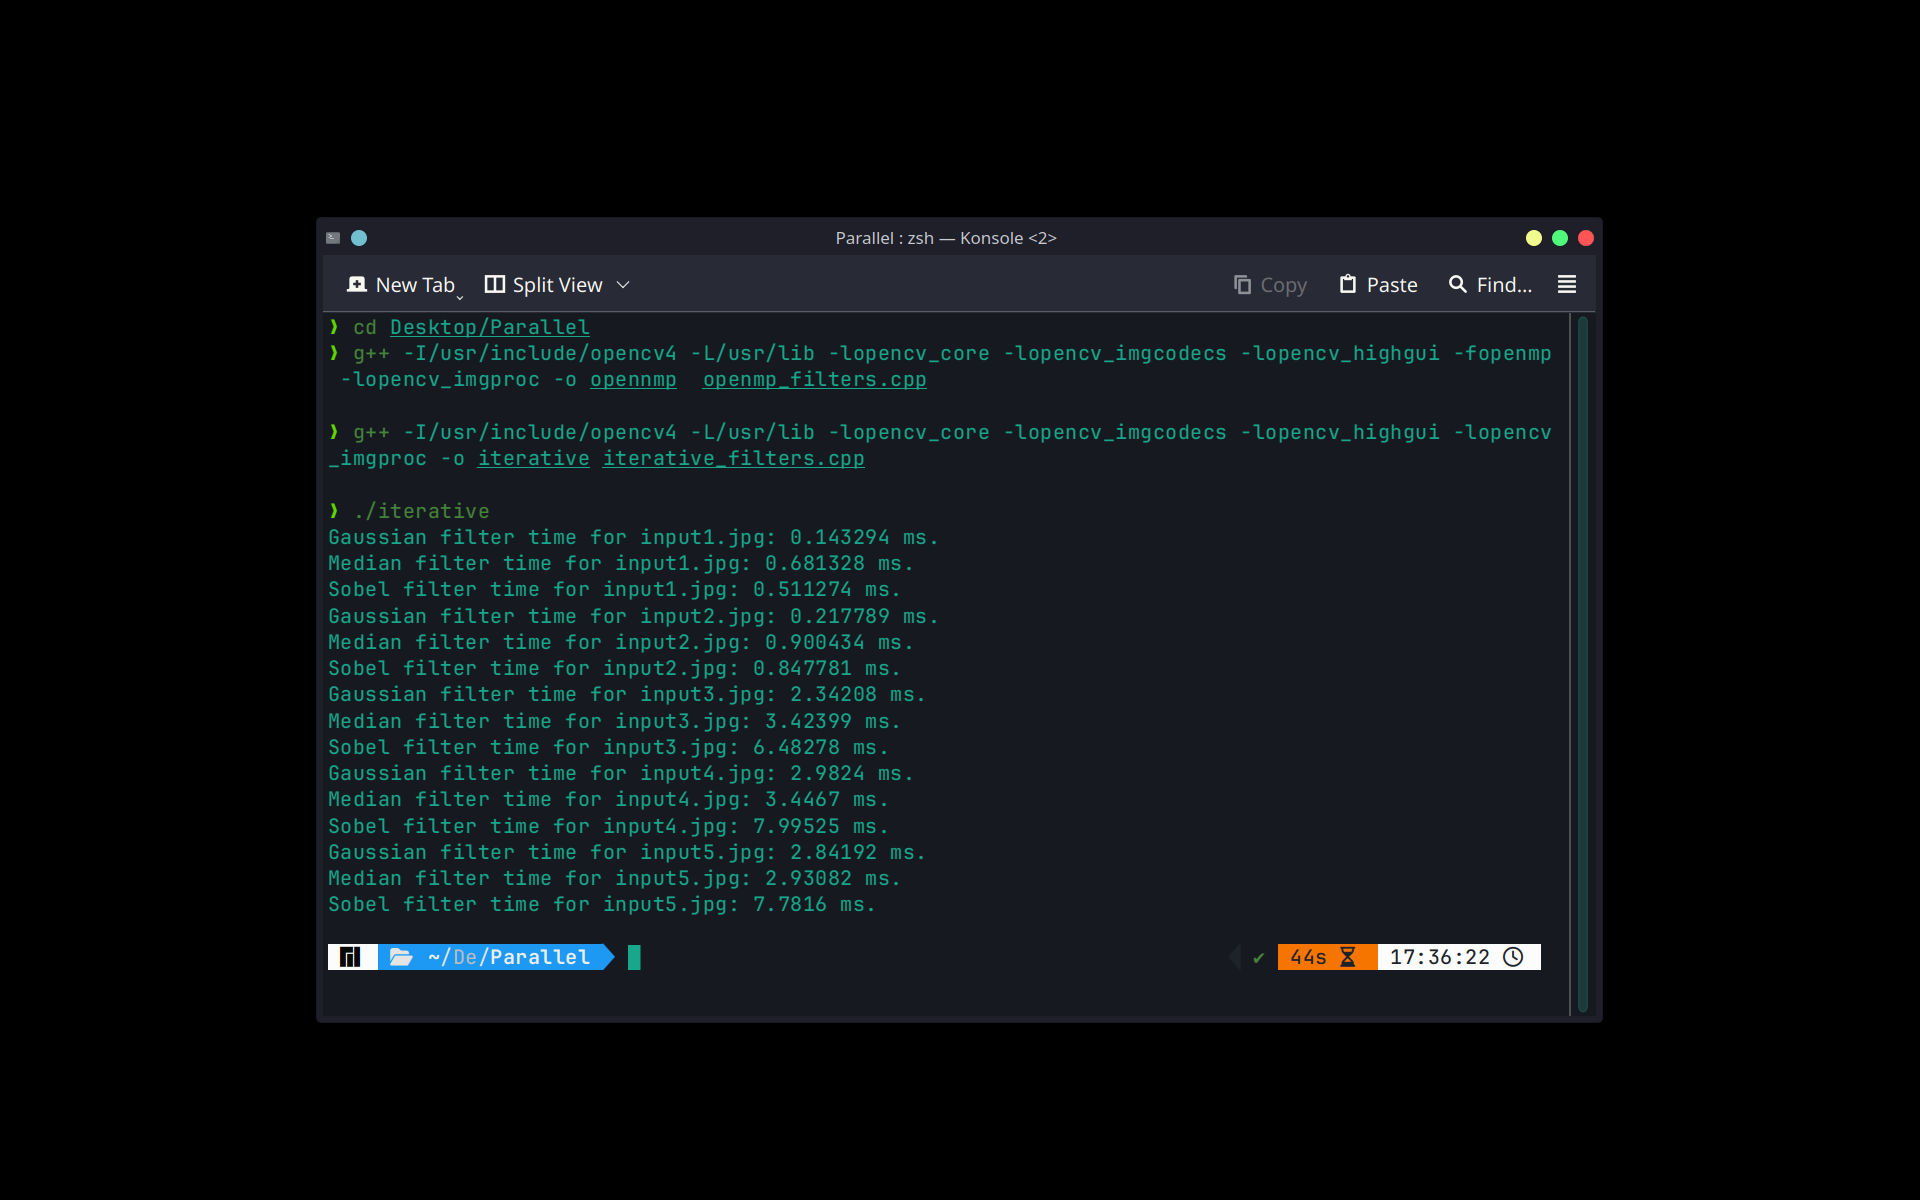 Parallel : zsh — Konsole <2>
New Tab Split View Copy Paste Find...
❱ cd Desktop/Parallel
❱ g++ -I/usr/include/opencv4 -L/usr/lib -lopencv_core -lopencv_imgcodecs -lopencv_highgui -fopenmp
-lopencv_imgproc -o opennmp  openmp_filters.cpp
❱ g++ -I/usr/include/opencv4 -L/usr/lib -lopencv_core -lopencv_imgcodecs -lopencv_highgui -lopencv
_imgproc -o iterative iterative_filters.cpp
❱ ./iterative
Gaussian filter time for input1.jpg: 0.143294 ms.
Median filter time for input1.jpg: 0.681328 ms.
Sobel filter time for input1.jpg: 0.511274 ms.
Gaussian filter time for input2.jpg: 0.217789 ms.
Median filter time for input2.jpg: 0.900434 ms.
Sobel filter time for input2.jpg: 0.847781 ms.
Gaussian filter time for input3.jpg: 2.34208 ms.
Median filter time for input3.jpg: 3.42399 ms.
Sobel filter time for input3.jpg: 6.48278 ms.
Gaussian filter time for input4.jpg: 2.9824 ms.
Median filter time for input4.jpg: 3.4467 ms.
Sobel filter time for input4.jpg: 7.99525 ms.
Gaussian filter time for input5.jpg: 2.84192 ms.
Median filter time for input5.jpg: 2.93082 ms.
Sobel filter time for input5.jpg: 7.7816 ms.
~/De/Parallel ✔ 44s 17:36:22